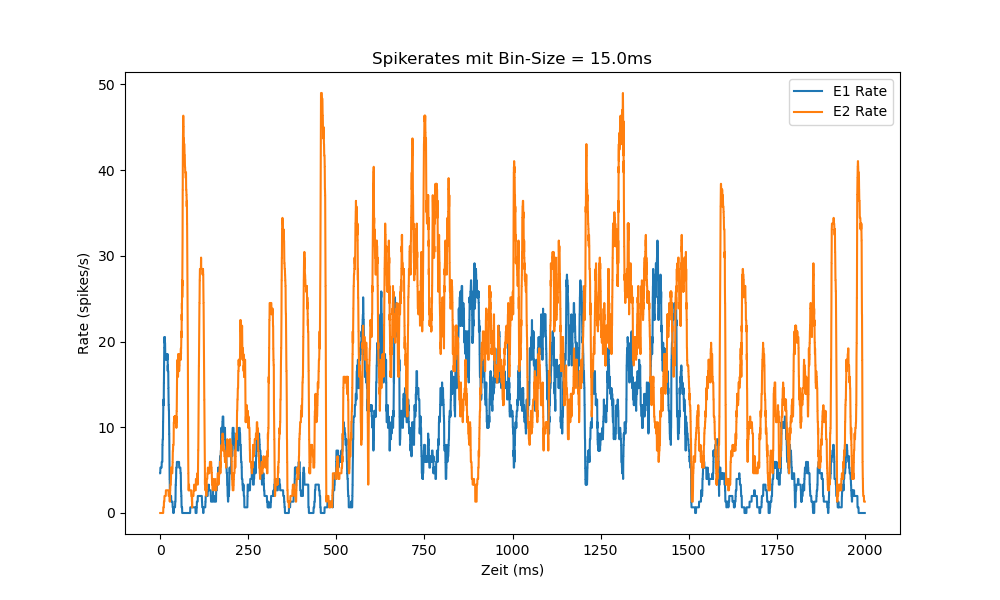 Spikerates mit Bin-Size = 15.0ms
E1 Rate
E2 Rate
Rate (spikes/s)
50
40
30
20
10
0
0 250 500 750 1000 1250 1500 1750 2000
Zeit (ms)